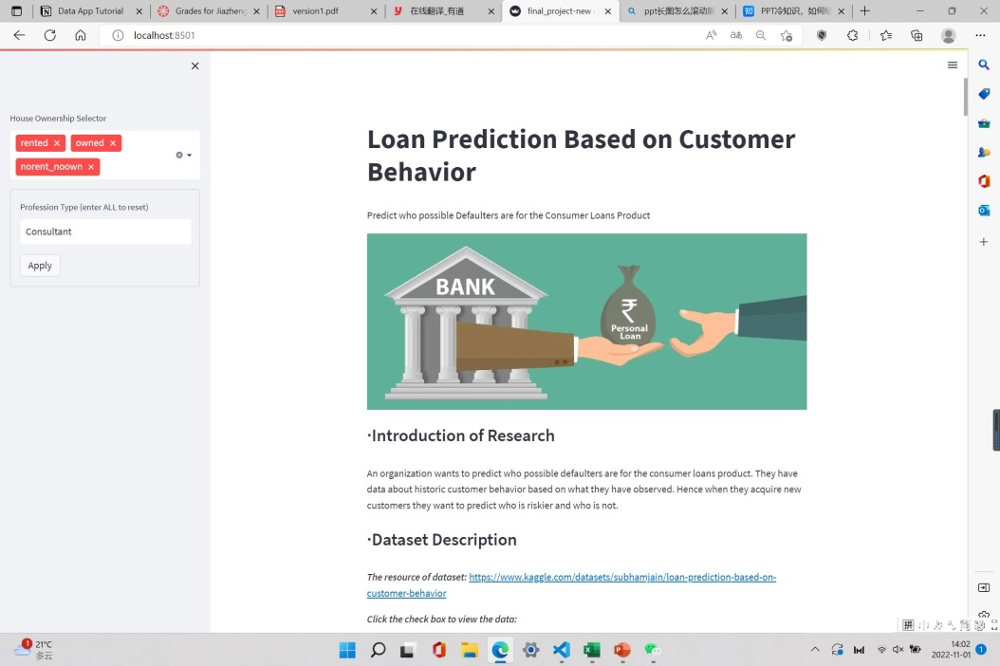 Data App Tutorial
Grades for Jiazheng
version1.pdf
在线翻译_有道
final_project-new
ppt长图怎么滚动
PPT冷知识，如何
localhost:8501
House Ownership Selector
rented
owned
norent_noown
Profession Type (enter ALL to reset)
Consultant
Apply
Loan Prediction Based on Customer
Behavior
Predict who possible Defaulters are for the Consumer Loans Product
BANK
₹
Personal
Loan
·Introduction of Research
An organization wants to predict who possible defaulters are for the consumer loans product. They have
data about historic customer behavior based on what they have observed. Hence when they acquire new
customers they want to predict who is riskier and who is not.
·Dataset Description
The resource of dataset: https://www.kaggle.com/datasets/subhamjain/loan-prediction-based-on-
customer-behavior
Click the check box to view the data:
拼
1
21°C
多云
14:02
2022-11-01
1